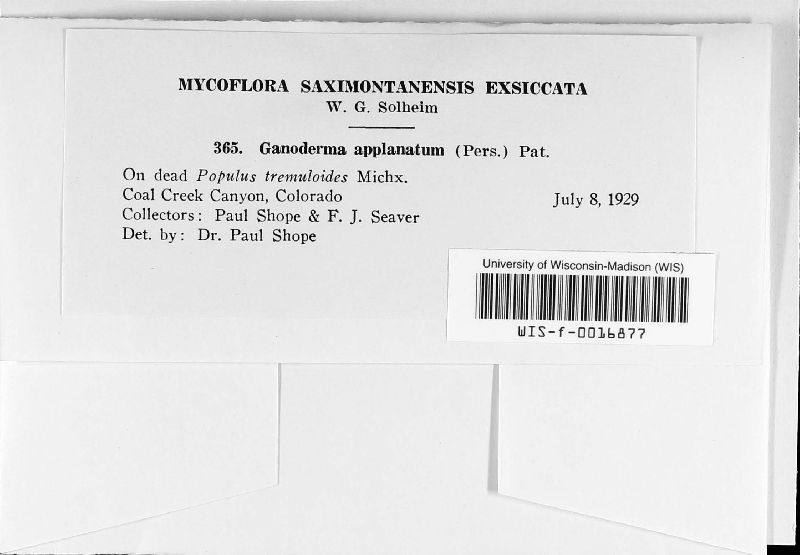 MYCOFLORA SAXIMONTANENSIS EXSICCATA
W. G. Solheim
365. Ganoderma applanatum (Pers.) Pat.
On dead Populus tremuloides Michx.
Coal Creek Canyon, Colorado July 8, 1929
Collectors: Paul Shope & F. J. Seaver
Det. by: Dr. Paul Shope
University of Wisconsin-Madison (WIS)
WIS-f-0016877